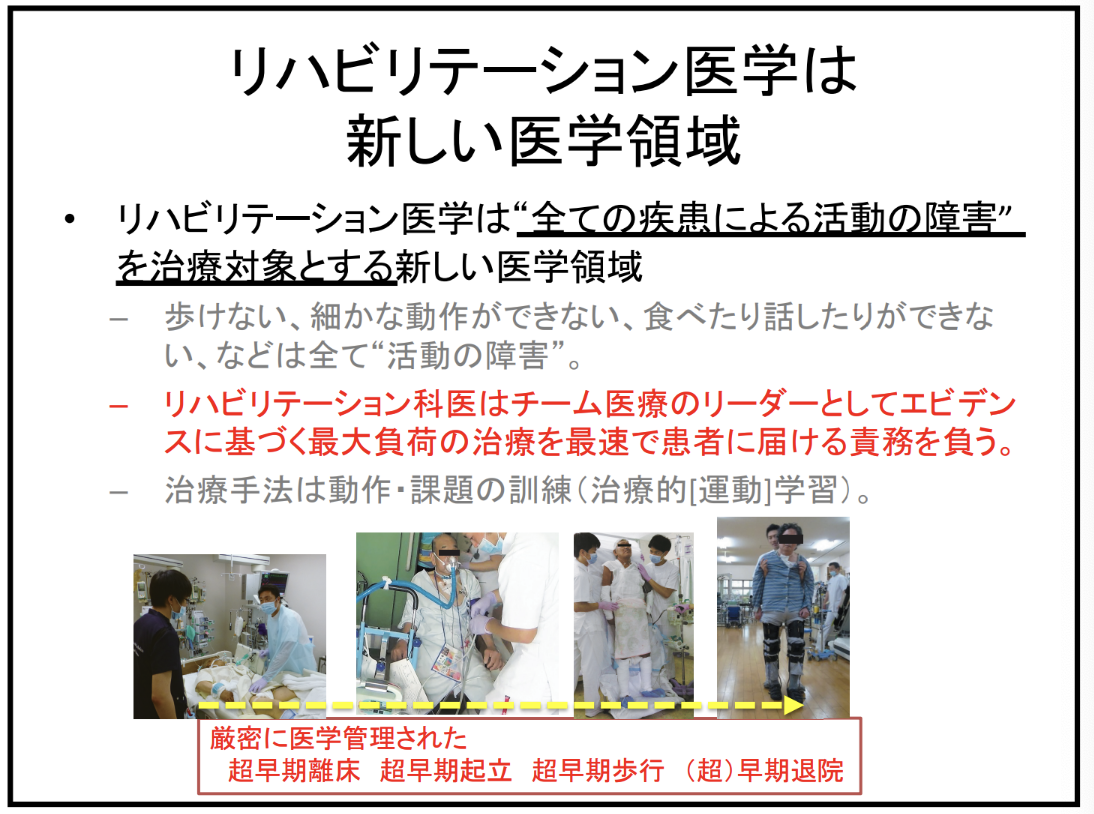 リハビリテーション医学は
新しい医学領域
• リハビリテーション医学は“全ての疾患による活動の障害”
を治療対象とする新しい医学領域
– 歩けない、細かな動作ができない、食べたり話したりができな
い、などは全て“活動の障害”。
– リハビリテーション科医はチーム医療のリーダーとしてエビデン
スに基づく最大負荷の治療を最速で患者に届ける責務を負う。
– 治療手法は動作・課題の訓練（治療的[運動]学習）。
厳密に医学管理された
超早期離床 超早期起立 超早期歩行 （超）早期退院